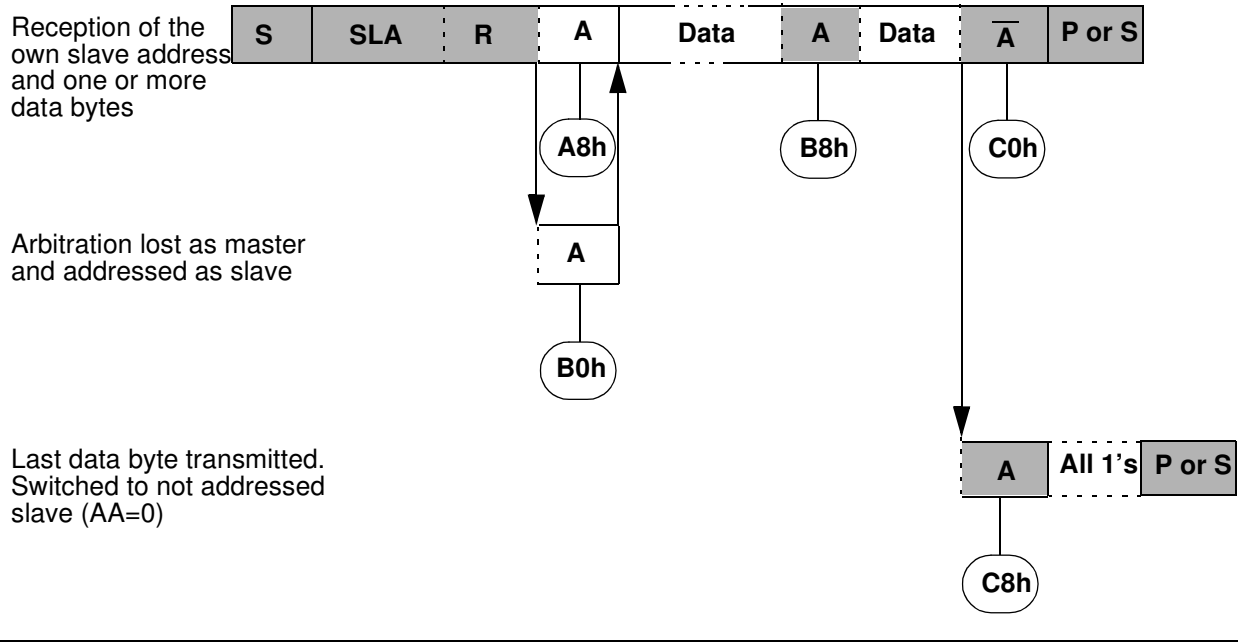 Reception of the
own slave address
and one or more
data bytes
S SLA R A Data A Data A̅ P or S
A8h B8h C0h
Arbitration lost as master
and addressed as slave
A
B0h
Last data byte transmitted.
Switched to not addressed
slave (AA=0)
A All 1's P or S
C8h